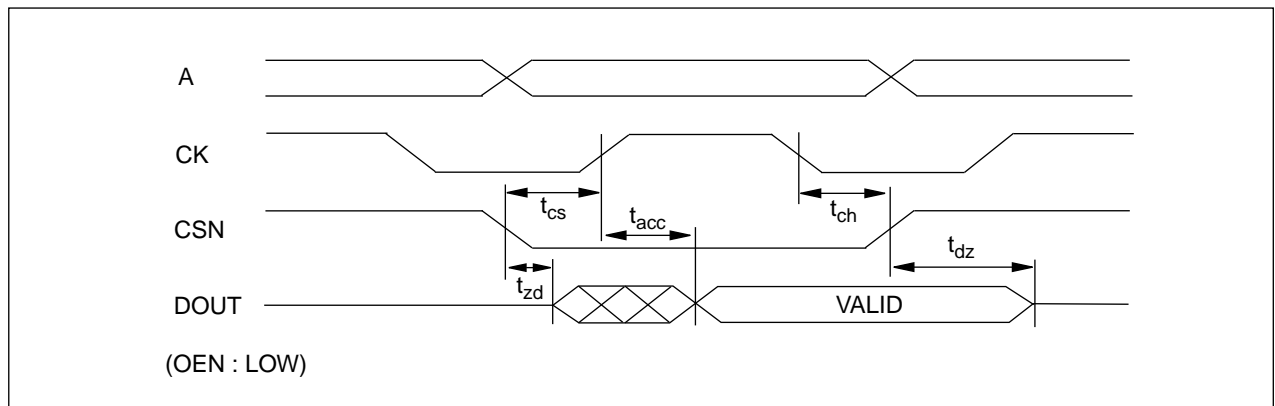 A
CK
t_cs
t_ch
t_acc
CSN
t_dz
t_zd
DOUT
VALID
(OEN : LOW)